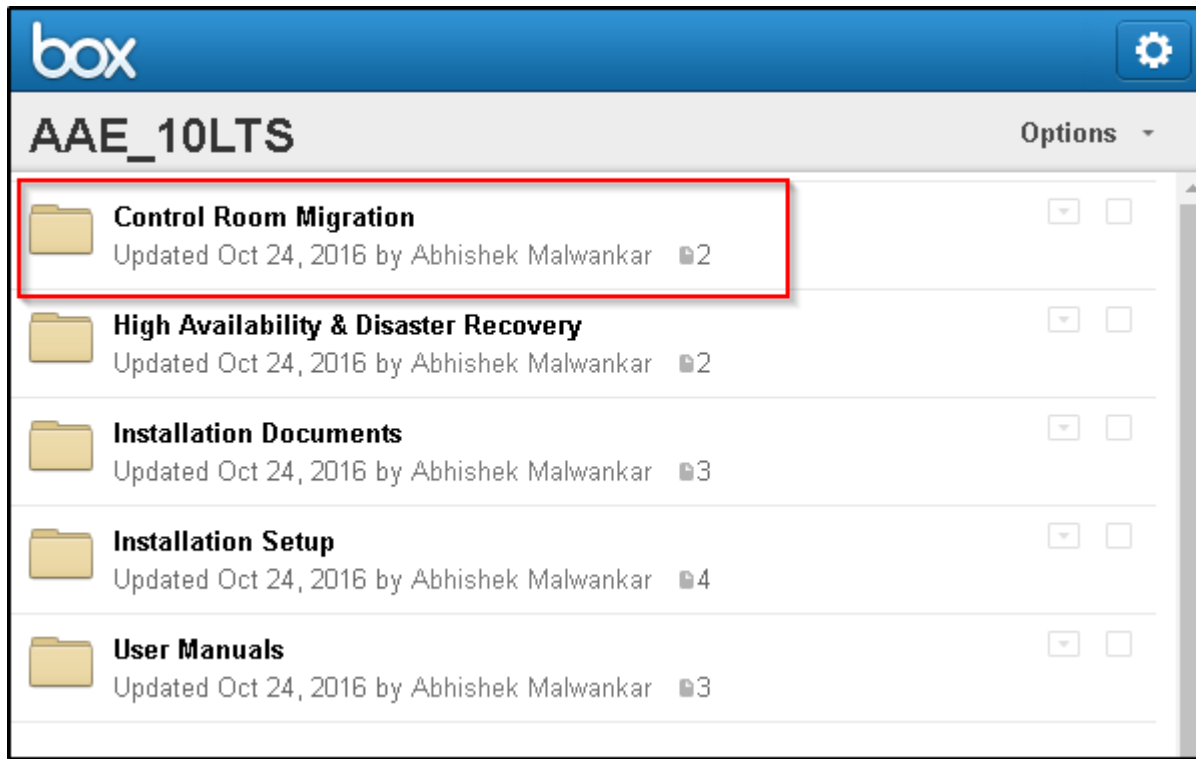 box
AAE_10LTS
Options
Control Room Migration
Updated Oct 24, 2016 by Abhishek Malwankar 2
High Availability & Disaster Recovery
Updated Oct 24, 2016 by Abhishek Malwankar 2
Installation Documents
Updated Oct 24, 2016 by Abhishek Malwankar 3
Installation Setup
Updated Oct 24, 2016 by Abhishek Malwankar 4
User Manuals
Updated Oct 24, 2016 by Abhishek Malwankar 3